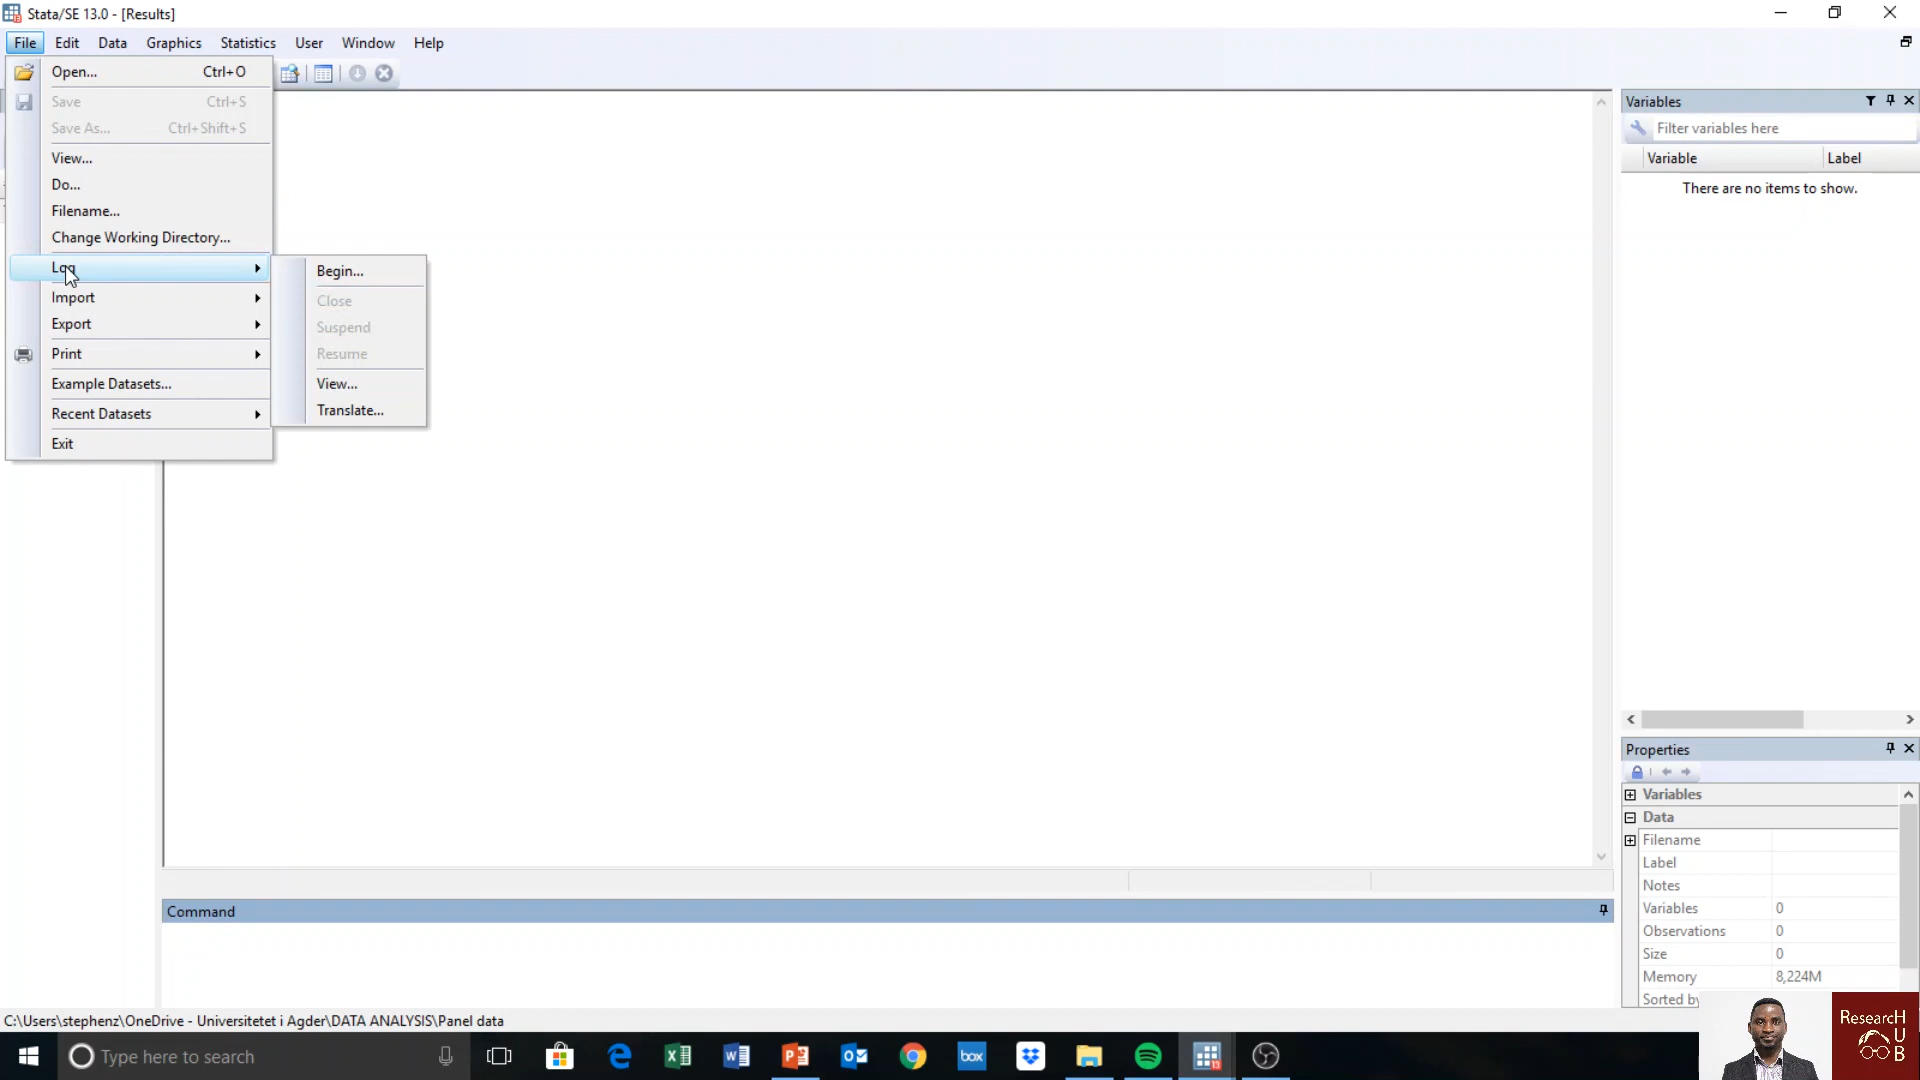 Stata/SE 13.0 - [Results]
File Edit Data Graphics Statistics User Window Help
Open... Ctrl+O
Save Ctrl+S
Save As... Ctrl+Shift+S
View...
Do...
Filename...
Change Working Directory...
Log
Import
Export
Print
Example Datasets...
Recent Datasets
Exit
Begin...
Close
Suspend
Resume
View...
Translate...
Variables
Filter variables here
Variable Label
There are no items to show.
Properties
Variables
Data
Filename
Label
Notes
Variables 0
Observations 0
Size 0
Memory 8,224M
Sorted by
Command
C:\Users\stephenz\OneDrive - Universitetet i Agder\DATA ANALYSIS\Panel data
Type here to search
box
ResearcH
U
B